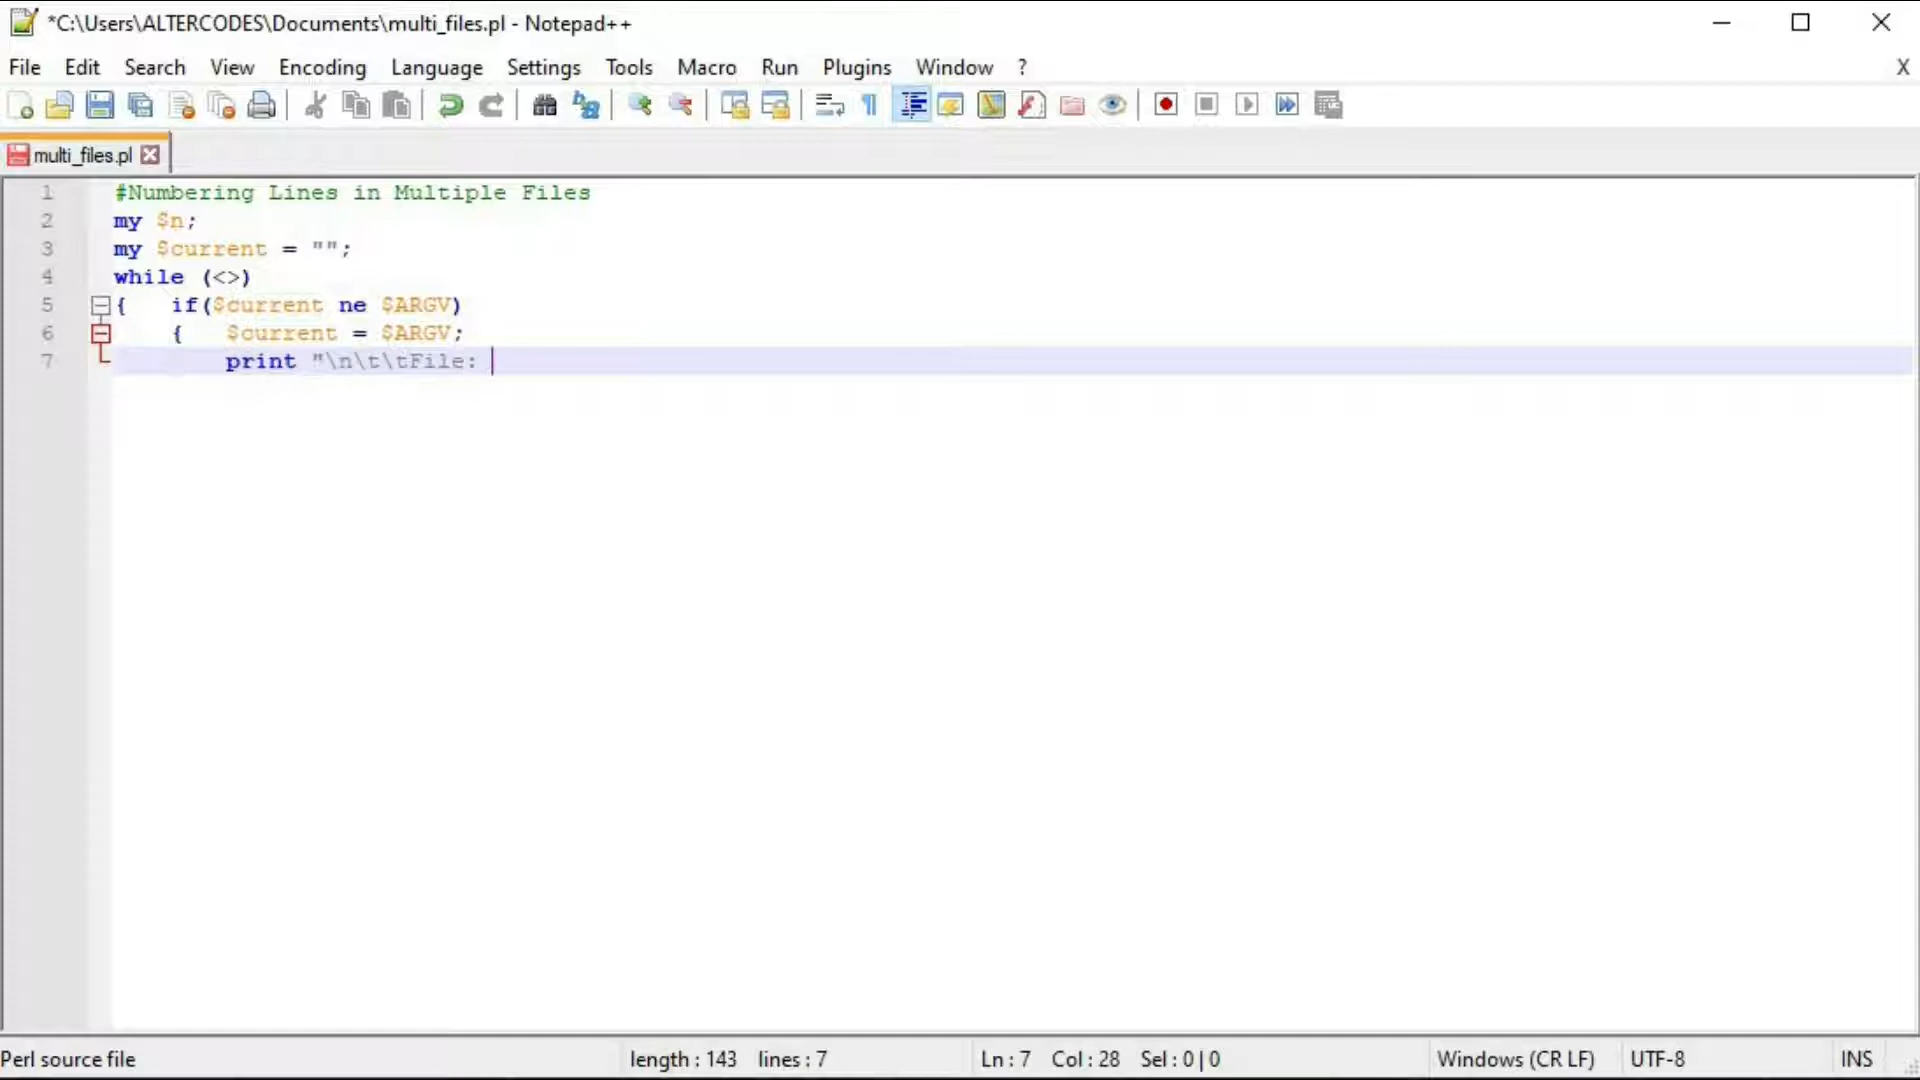 *C:\Users\ALTERCODES\Documents\multi_files.pl - Notepad++
File Edit Search View Encoding Language Settings Tools Macro Run Plugins Window ? X
multi_files.pl
1 #Numbering Lines in Multiple Files
2 my $n;
3 my $current = "";
4 while (<>)
5 { if($current ne $ARGV)
6 { $current = $ARGV;
7 print "\n\t\tFile:
Perl source file length : 143 lines : 7 Ln : 7 Col : 28 Sel : 0 | 0 Windows (CR LF) UTF-8 INS